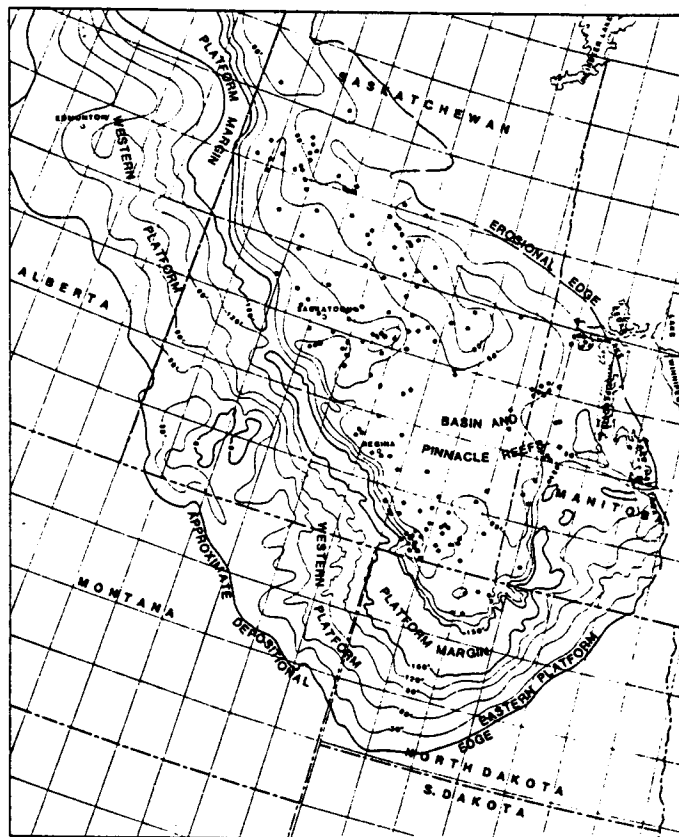 PLATFORM
MARGIN
SASKATCHEWAN
EDMONTON
WESTERN
PLATFORM
EROSIONAL EDGE
ALBERTA
SASKATOON
BASIN AND
PINNACLE REEFS
REGINA
MANITOBA
APPROXIMATE
DEPOSITIONAL
WESTERN
PLATFORM
MONTANA
PLATFORM
MARGIN
EASTERN PLATFORM
EDGE
NORTH DAKOTA
S. DAKOTA